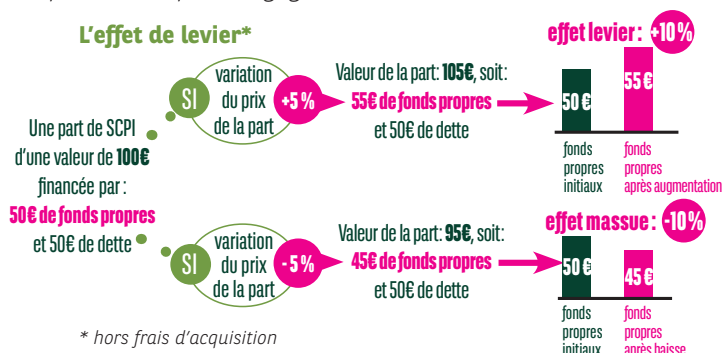 L'effet de levier*
effet levier : +10%
variation
du prix
de la part
SI
+5%
Valeur de la part: 105€, soit:
55€ de fonds propres
et 50€ de dette
50€
55€
fonds
propres
initiaux
fonds
propres
après augmentation
Une part de SCPI
d'une valeur de 100€
financée par :
50€ de fonds propres
et 50€ de dette
effet massue : -10%
variation
du prix
de la part
SI
-5%
Valeur de la part: 95€, soit:
45€ de fonds propres
et 50€ de dette
50€
45€
fonds
propres
initiaux
fonds
propres
après baisse
* hors frais d'acquisition